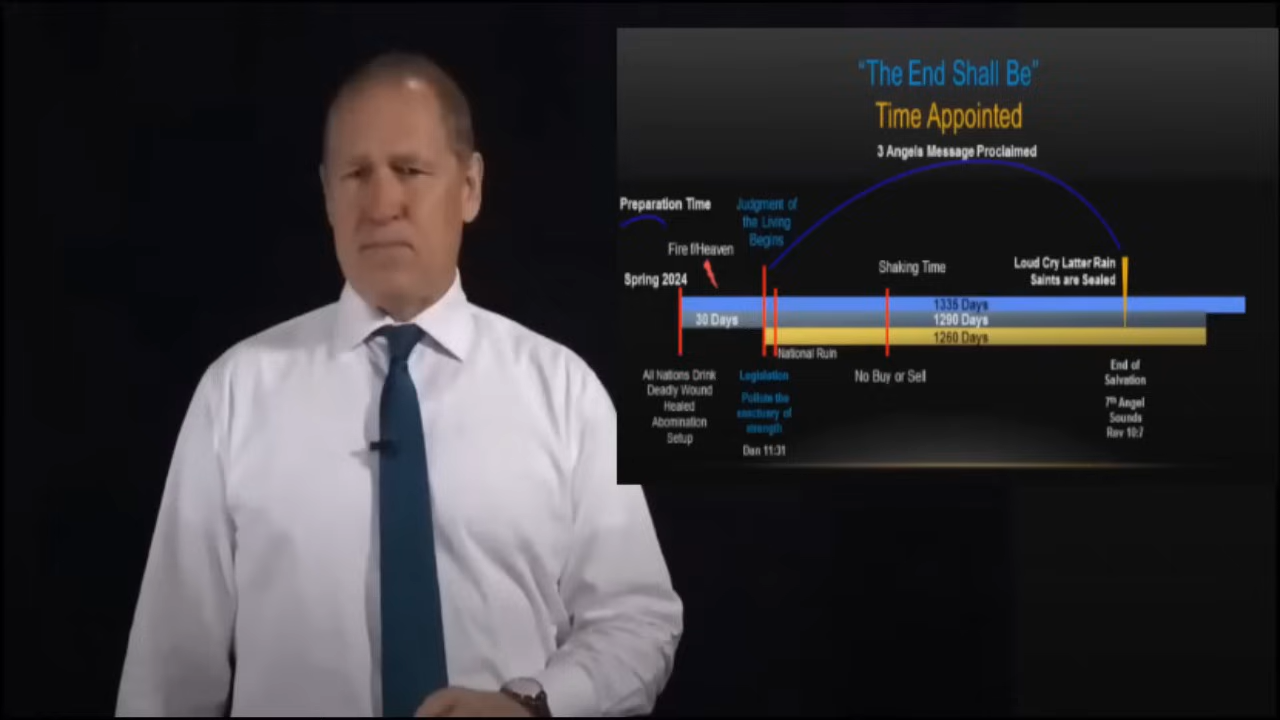 “The End Shall Be”
Time Appointed
3 Angels Message Proclaimed
Preparation Time
Judgment of
the Living
Begins
Fire f/Heaven
Spring 2024
Shaking Time
Loud Cry Latter Rain
Saints are Sealed
1335 Days
30 Days
1290 Days
1260 Days
National Ruin
All Nations Drink
Deadly Wound
Healed
Abomination
Setup
Legislation
Pollute the
sanctuary of
strength
Dan 11:31
No Buy or Sell
End of
Salvation
7th Angel
Sounds
Rev 10:7